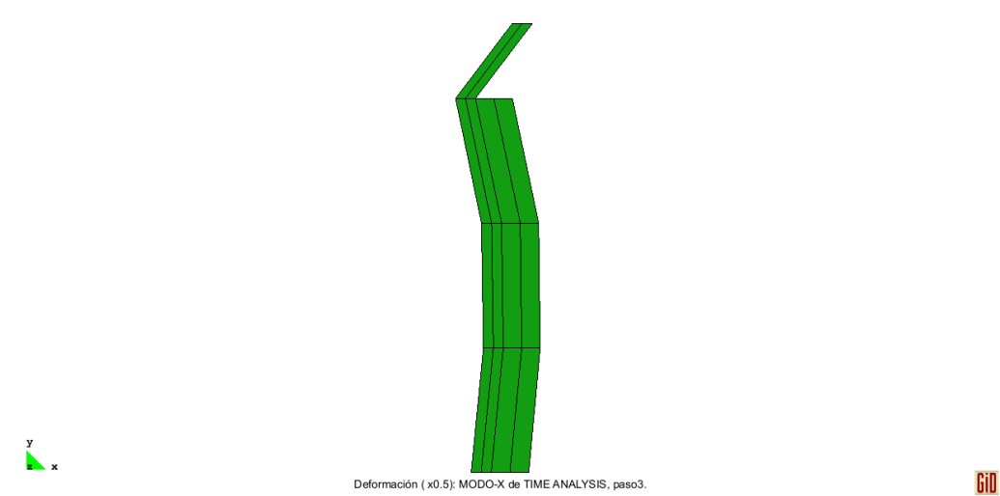 y
z x
Deformación ( x0.5): MODO-X de TIME ANALYSIS, paso3.
GiD